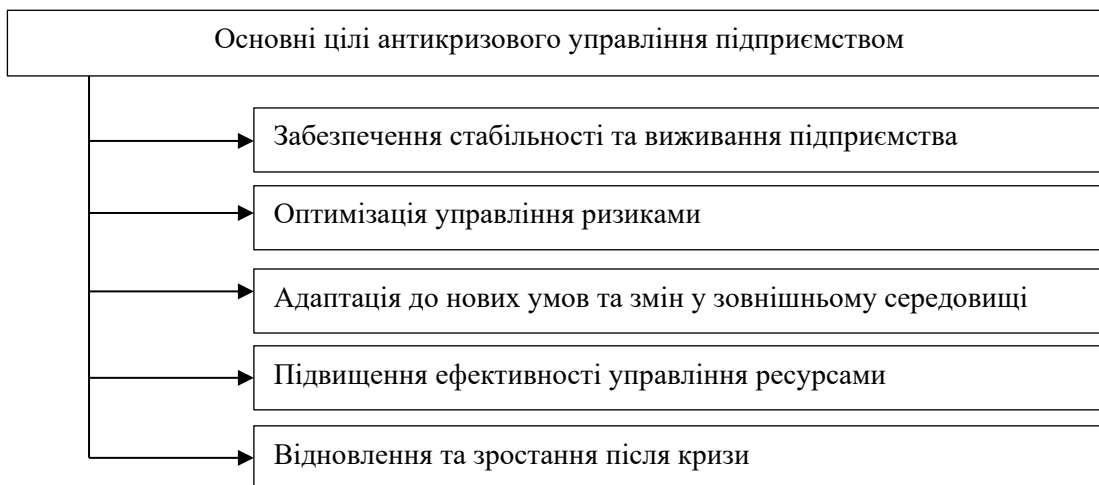 Основні цілі антикризового управління підприємством
Забезпечення стабільності та виживання підприємства
Оптимізація управління ризиками
Адаптація до нових умов та змін у зовнішньому середовищі
Підвищення ефективності управління ресурсами
Відновлення та зростання після кризи